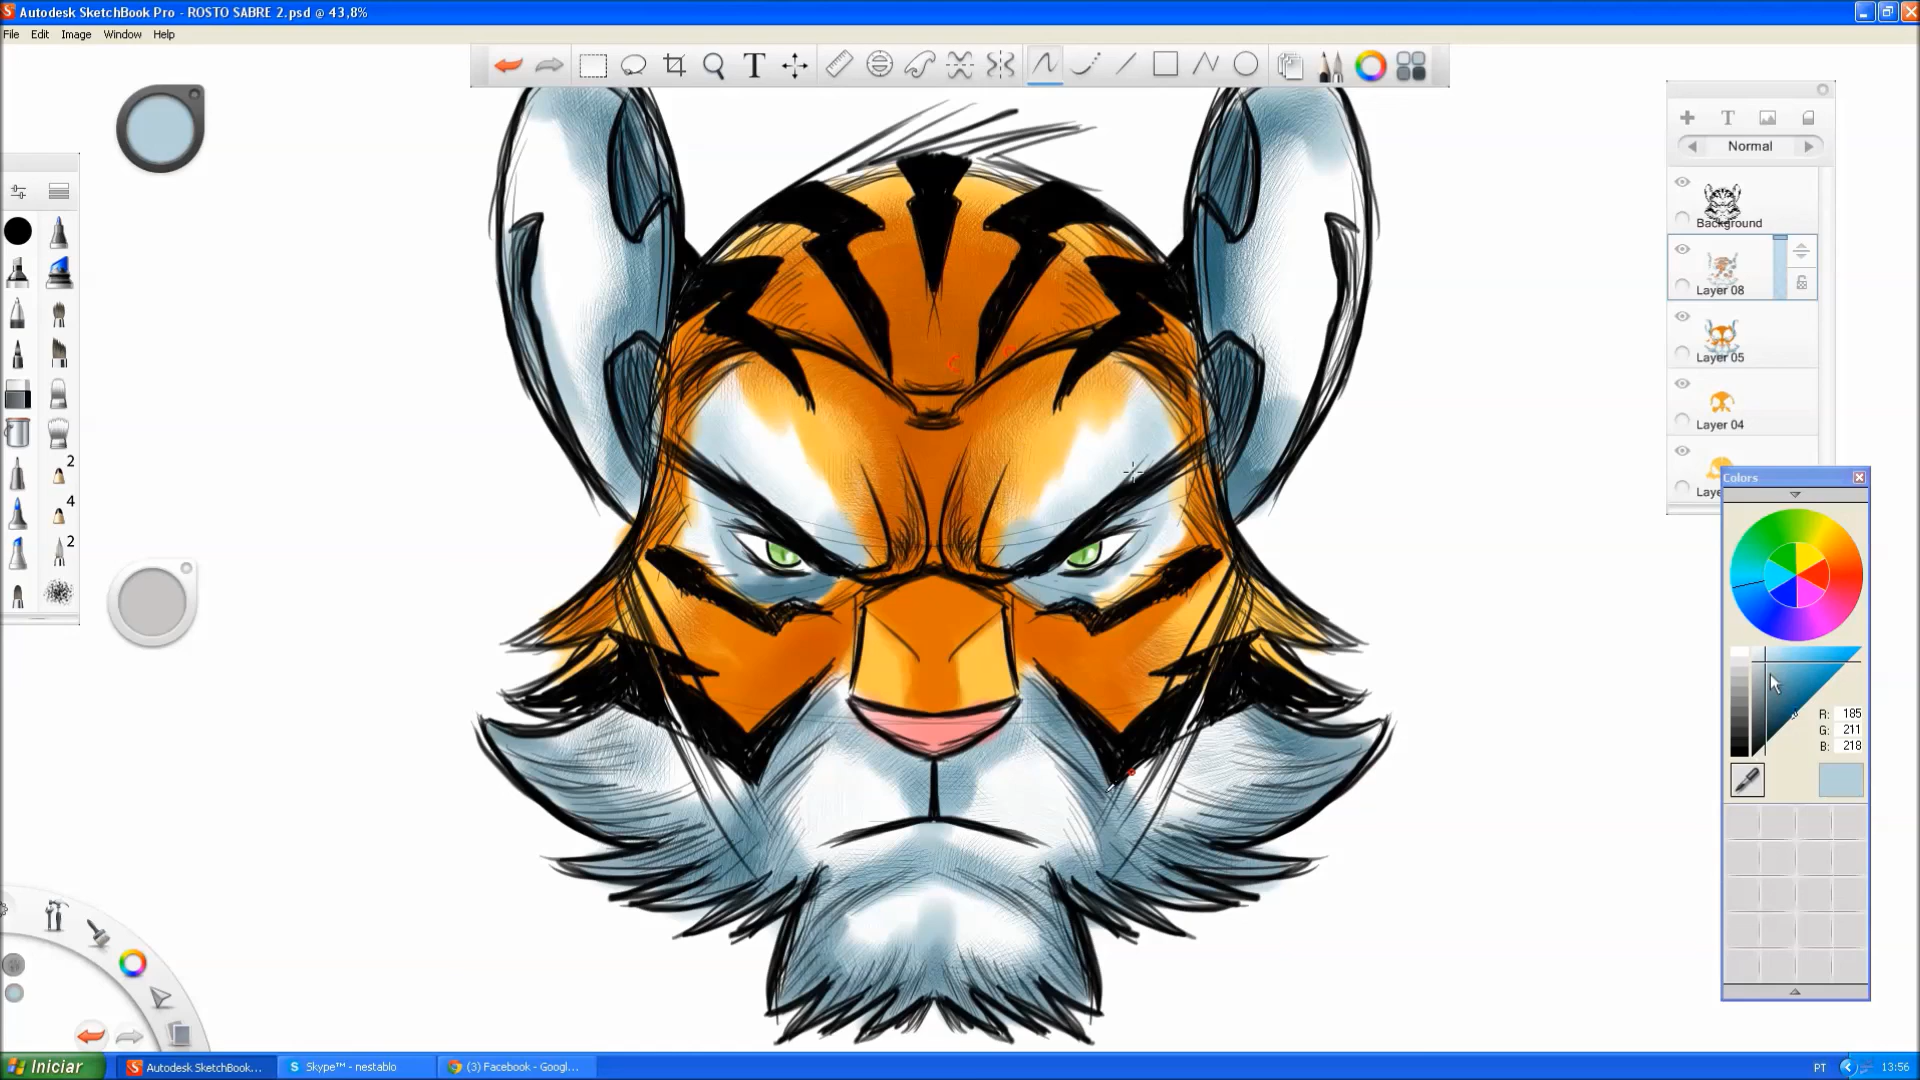 Autodesk SketchBook Pro - ROSTO SABRE 2.psd @ 43,8%
File Edit Image Window Help
T
T
Normal
Background
Layer 08
Layer 05
Layer 04
Colors
2
4
2
R: 185
G: 211
B: 218
Iniciar
Autodesk SketchBook...
Skype™ - nestablo
(3) Facebook - Googl...
PT
13:56